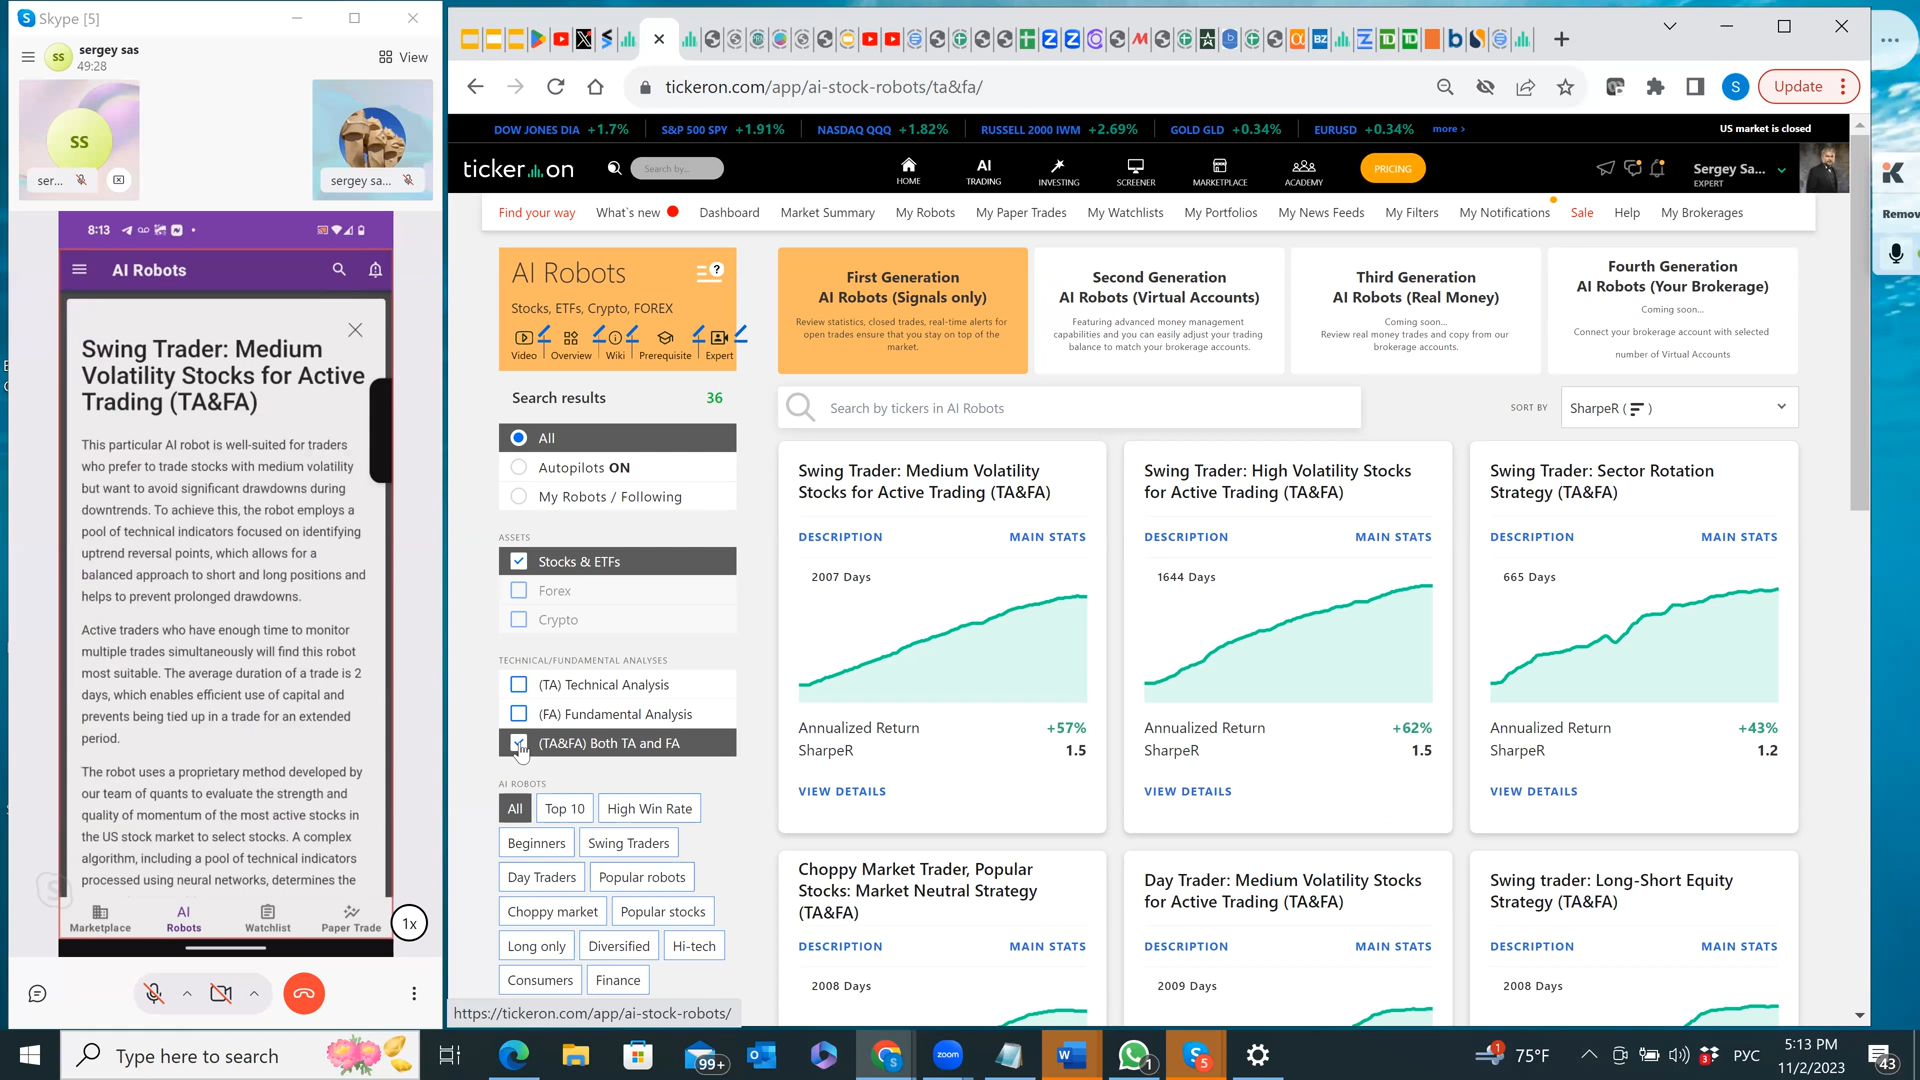 Skype [5]
SS
sergey sas
49:28
View
SS
ser...
sergey sa...
8:13
AI Robots
Swing Trader: Medium
Volatility Stocks for Active
Trading (TA&FA)
This particular AI robot is well-suited for traders
who prefer to trade stocks with medium volatility
but want to avoid significant drawdowns during
downtrends. To achieve this, the robot employs a
pool of technical indicators focused on identifying
uptrend reversal points, which allows for a
balanced approach to short and long positions and
helps to prevent prolonged drawdowns.
Active traders who have enough time to monitor
multiple trades simultaneously will find this robot
most suitable. The average duration of a trade is 2
days, which enables efficient use of capital and
prevents being tied up in a trade for an extended
period.
The robot uses a proprietary method developed by
our team of quants to evaluate the strength and
quality of momentum of the most active stocks in
the US stock market to select stocks. A complex
algorithm, including a pool of technical indicators
processed using neural networks, determines the
Marketplace
AI
Robots
Watchlist
Paper Trade
1x
tickeron.com/app/ai-stock-robots/ta&fa/
S
Update
DOW JONES DIA +1.7%
S&P 500 SPY +1.91%
NASDAQ QQQ +1.82%
RUSSELL 2000 IWM +2.69%
GOLD GLD +0.34%
EURUSD +0.34%
more >
US market is closed
tickeron
Search by...
HOME
AI
TRADING
INVESTING
SCREENER
MARKETPLACE
ACADEMY
PRICING
Sergey Sa...
EXPERT
Remov
Find your way
What`s new
Dashboard
Market Summary
My Robots
My Paper Trades
My Watchlists
My Portfolios
My News Feeds
My Filters
My Notifications
Sale
Help
My Brokerages
AI Robots
?
Stocks, ETFs, Crypto, FOREX
Video
Overview
Wiki
Prerequisite
Expert
First Generation
AI Robots (Signals only)
Review statistics, closed trades, real-time alerts for
open trades ensure that you stay on top of the
market.
Second Generation
AI Robots (Virtual Accounts)
Featuring advanced money management
capabilities and you can easily adjust your trading
balance to match your brokerage accounts.
Third Generation
AI Robots (Real Money)
Coming soon...
Review real money trades and copy from our
brokerage accounts.
Fourth Generation
AI Robots (Your Brokerage)
Coming soon...
Connect your brokerage account with selected
number of Virtual Accounts
Search results 36
All
Autopilots ON
My Robots / Following
ASSETS
Stocks & ETFs
Forex
Crypto
TECHNICAL/FUNDAMENTAL ANALYSES
(TA) Technical Analysis
(FA) Fundamental Analysis
(TA&FA) Both TA and FA
AI ROBOTS
All
Top 10
High Win Rate
Beginners
Swing Traders
Day Traders
Popular robots
Choppy market
Popular stocks
Long only
Diversified
Hi-tech
Consumers
Finance
Search by tickers in AI Robots
SORT BY
SharpeR ( )
Swing Trader: Medium Volatility
Stocks for Active Trading (TA&FA)
DESCRIPTION
MAIN STATS
2007 Days
Annualized Return +57%
SharpeR 1.5
VIEW DETAILS
Swing Trader: High Volatility Stocks
for Active Trading (TA&FA)
DESCRIPTION
MAIN STATS
1644 Days
Annualized Return +62%
SharpeR 1.5
VIEW DETAILS
Swing Trader: Sector Rotation
Strategy (TA&FA)
DESCRIPTION
MAIN STATS
665 Days
Annualized Return +43%
SharpeR 1.2
VIEW DETAILS
Choppy Market Trader, Popular
Stocks: Market Neutral Strategy
(TA&FA)
DESCRIPTION
MAIN STATS
2008 Days
Day Trader: Medium Volatility Stocks
for Active Trading (TA&FA)
DESCRIPTION
MAIN STATS
2009 Days
Swing trader: Long-Short Equity
Strategy (TA&FA)
DESCRIPTION
MAIN STATS
2008 Days
https://tickeron.com/app/ai-stock-robots/
Type here to search
99+
zoom
1
5
1
75°F
3
РУС
5:13 PM
11/2/2023
43